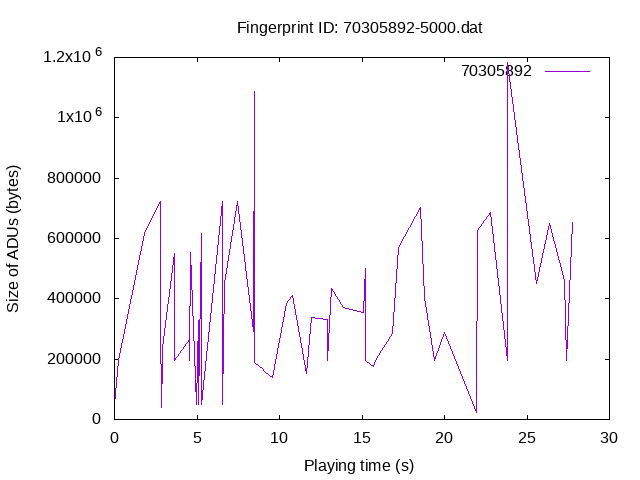 Fingerprint ID: 70305892-5000.dat
70305892
Size of ADUs (bytes)
1.2x10^6
1x10^6
800000
600000
400000
200000
0
0 5 10 15 20 25 30
Playing time (s)